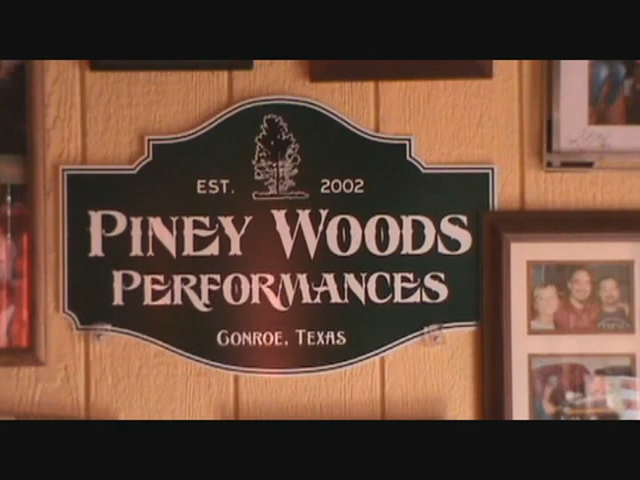 EST. 2002
PINEY WOODS
PERFORMANCES
CONROE, TEXAS